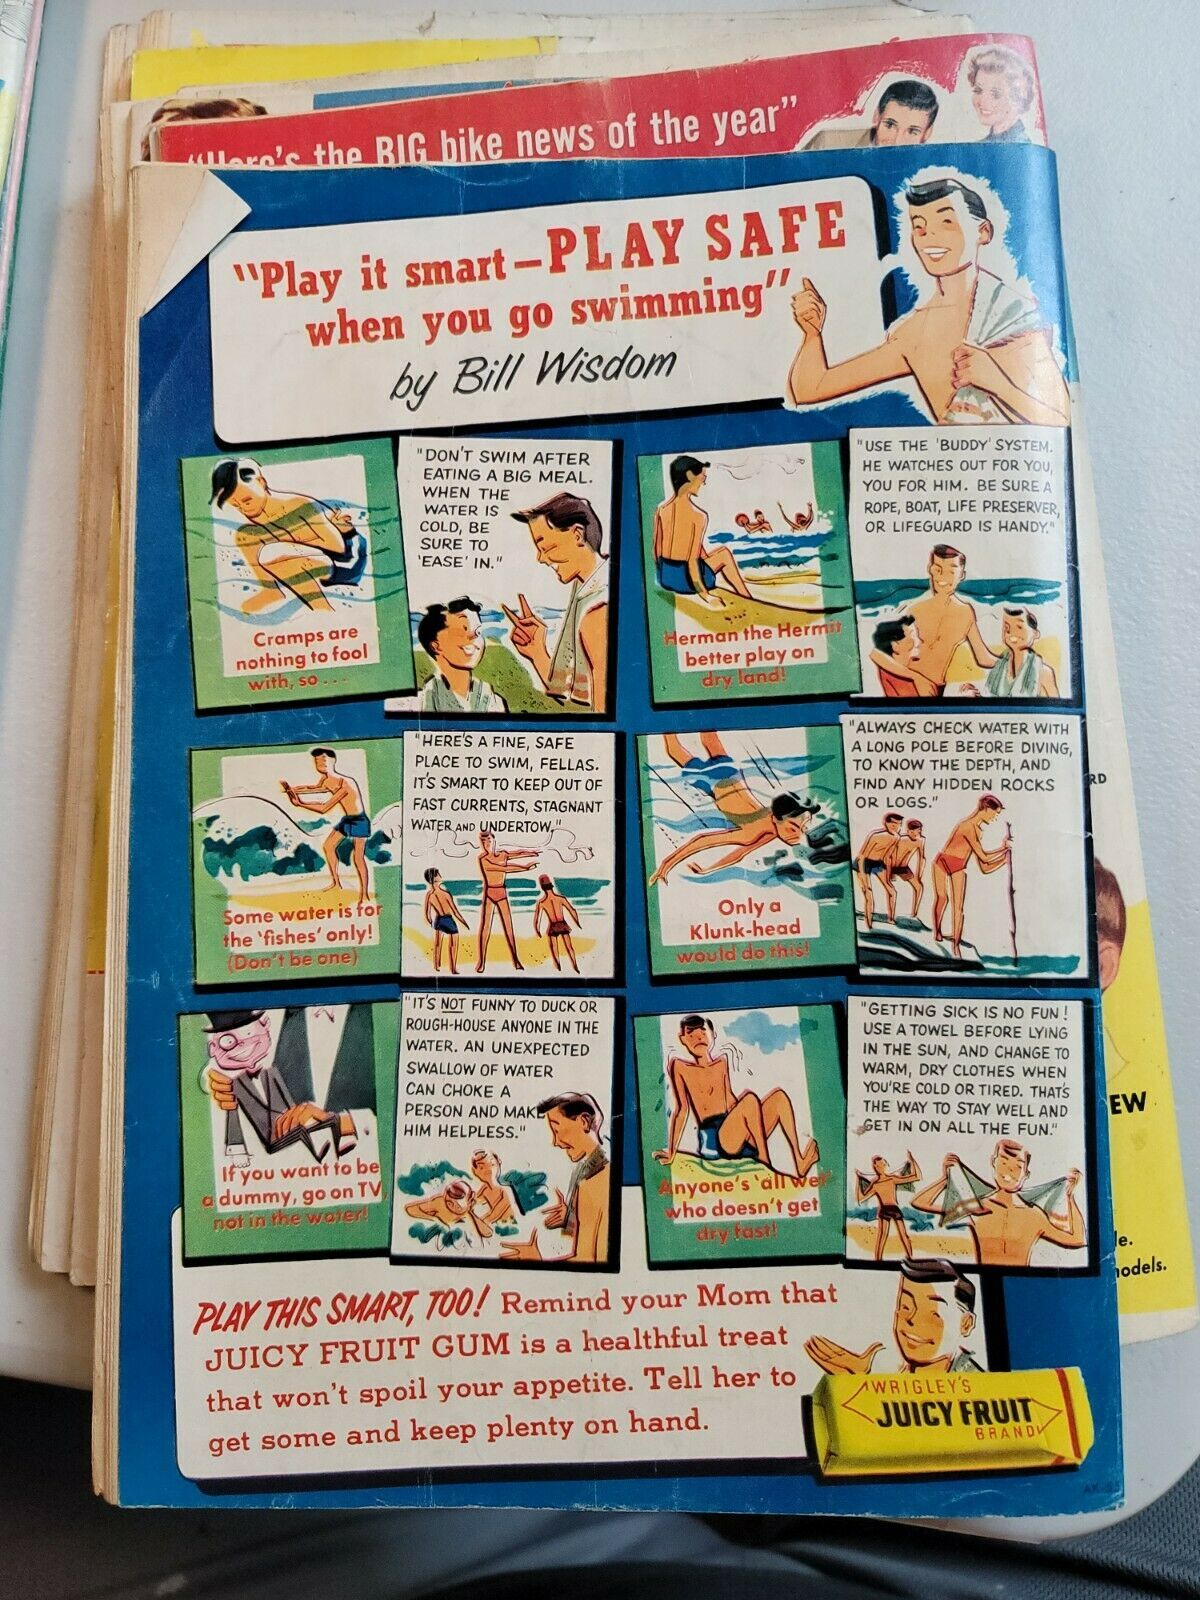 "Here's the BIG bike news of the year"
"Play it smart—PLAY SAFE
when you go swimming"
by Bill Wisdom
Cramps are
nothing to fool
with, so...
"DON'T SWIM AFTER
EATING A BIG MEAL.
WHEN THE
WATER IS
COLD, BE
SURE TO
'EASE' IN."
Herman the Hermit
better play on
dry land!
"USE THE 'BUDDY' SYSTEM.
HE WATCHES OUT FOR YOU,
YOU FOR HIM. BE SURE A
ROPE, BOAT, LIFE PRESERVER,
OR LIFEGUARD IS HANDY."
Some water is for
the 'fishes' only!
(Don't be one)
"HERE'S A FINE, SAFE
PLACE TO SWIM, FELLAS.
IT'S SMART TO KEEP OUT OF
FAST CURRENTS, STAGNANT
WATER AND UNDERTOW."
Only a
Klunk-head
would do this!
"ALWAYS CHECK WATER WITH
A LONG POLE BEFORE DIVING,
TO KNOW THE DEPTH, AND
FIND ANY HIDDEN ROCKS
OR LOGS."
If you want to be
a dummy, go on TV,
not in the water!
"IT'S NOT FUNNY TO DUCK OR
ROUGH-HOUSE ANYONE IN THE
WATER. AN UNEXPECTED
SWALLOW OF WATER
CAN CHOKE A
PERSON AND MAKE
HIM HELPLESS."
Anyone's 'all wet'
who doesn't get
dry fast!
"GETTING SICK IS NO FUN!
USE A TOWEL BEFORE LYING
IN THE SUN, AND CHANGE TO
WARM, DRY CLOTHES WHEN
YOU'RE COLD OR TIRED. THAT'S
THE WAY TO STAY WELL AND
GET IN ON ALL THE FUN."
PLAY THIS SMART, TOO! Remind your Mom that
JUICY FRUIT GUM is a healthful treat
that won't spoil your appetite. Tell her to
get some and keep plenty on hand.
WRIGLEY'S
JUICY FRUIT
BRAND
RD
EW
le.
models.